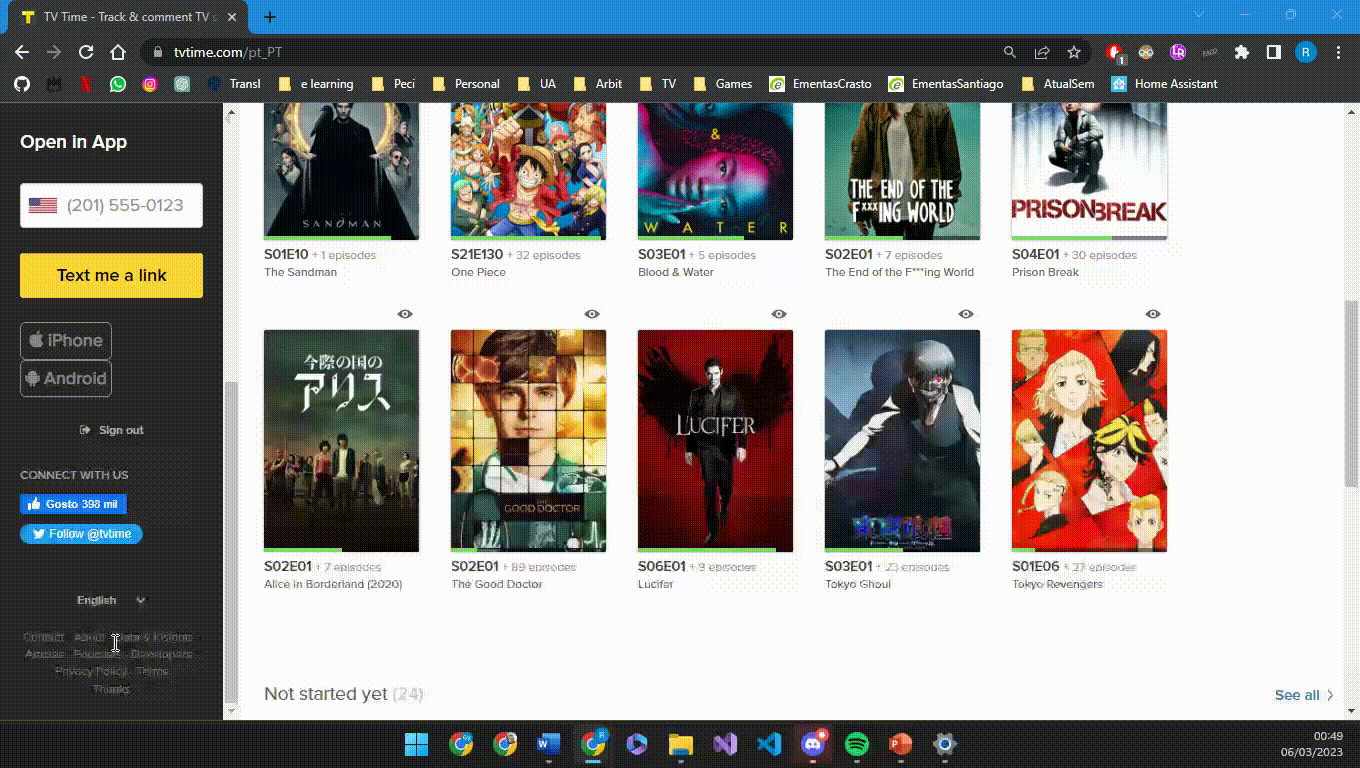 TV Time - Track & comment TV s
tvtime.com/pt_PT
1
R
Transl
e learning
Peci
Personal
UA
Arbit
TV
Games
EmentasCrasto
EmentasSantiago
AtualSem
Home Assistant
Open in App
(201) 555-0123
Text me a link
iPhone
Android
Sign out
CONNECT WITH US
Gosto 398 mil
Follow @tvtime
English
Contact About
Developers
Privacy Policy Terms
Thanks
SANDMAN
&
WATER
THE END OF THE
F***ING WORLD
PRISON BREAK
S01E10 + 1 episodes
The Sandman
S21E130 + 32 episodes
One Piece
S03E01 + 5 episodes
Blood & Water
S02E01 + 7 episodes
The End of the F***ing World
S04E01 + 30 episodes
Prison Break
今際の国の
アリス
GOOD DOCTOR
LUCIFER
S02E01 + 7 episodes
Alice in Borderland (2020)
S02E01 + 89 episodes
The Good Doctor
S06E01 + 9 episodes
Lucifer
S03E01 + 23 episodes
Tokyo Ghoul
S01E06 + 27 episodes
Tokyo Revengers
Not started yet (24)
See all
00:49
06/03/2023